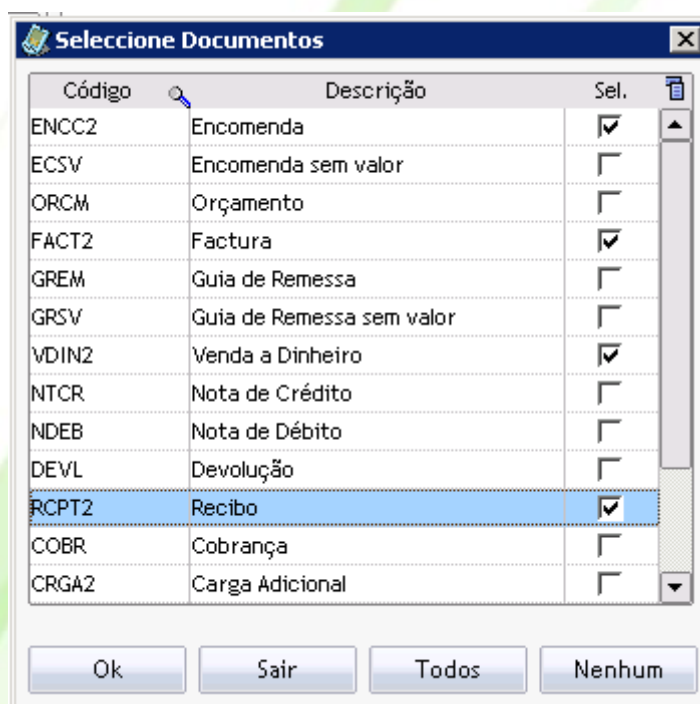 Seleccione Documentos
Código Descrição Sel.
ENCC2 Encomenda
ECSV Encomenda sem valor
ORCM Orçamento
FACT2 Factura
GREM Guia de Remessa
GRSV Guia de Remessa sem valor
VDIN2 Venda a Dinheiro
NTCR Nota de Crédito
NDEB Nota de Débito
DEVL Devolução
RCPT2 Recibo
COBR Cobrança
CRGA2 Carga Adicional
Ok Sair Todos Nenhum